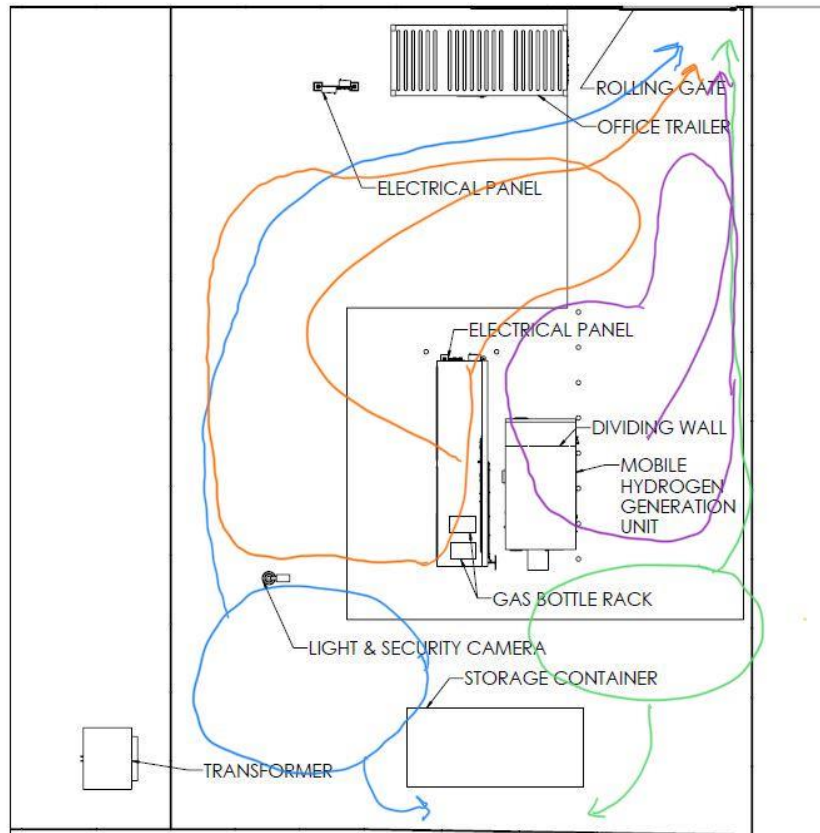 ROLLING GATE
OFFICE TRAILER
ELECTRICAL PANEL
ELECTRICAL PANEL
DIVIDING WALL
MOBILE
HYDROGEN
GENERATION
UNIT
GAS BOTTLE RACK
LIGHT & SECURITY CAMERA
STORAGE CONTAINER
TRANSFORMER